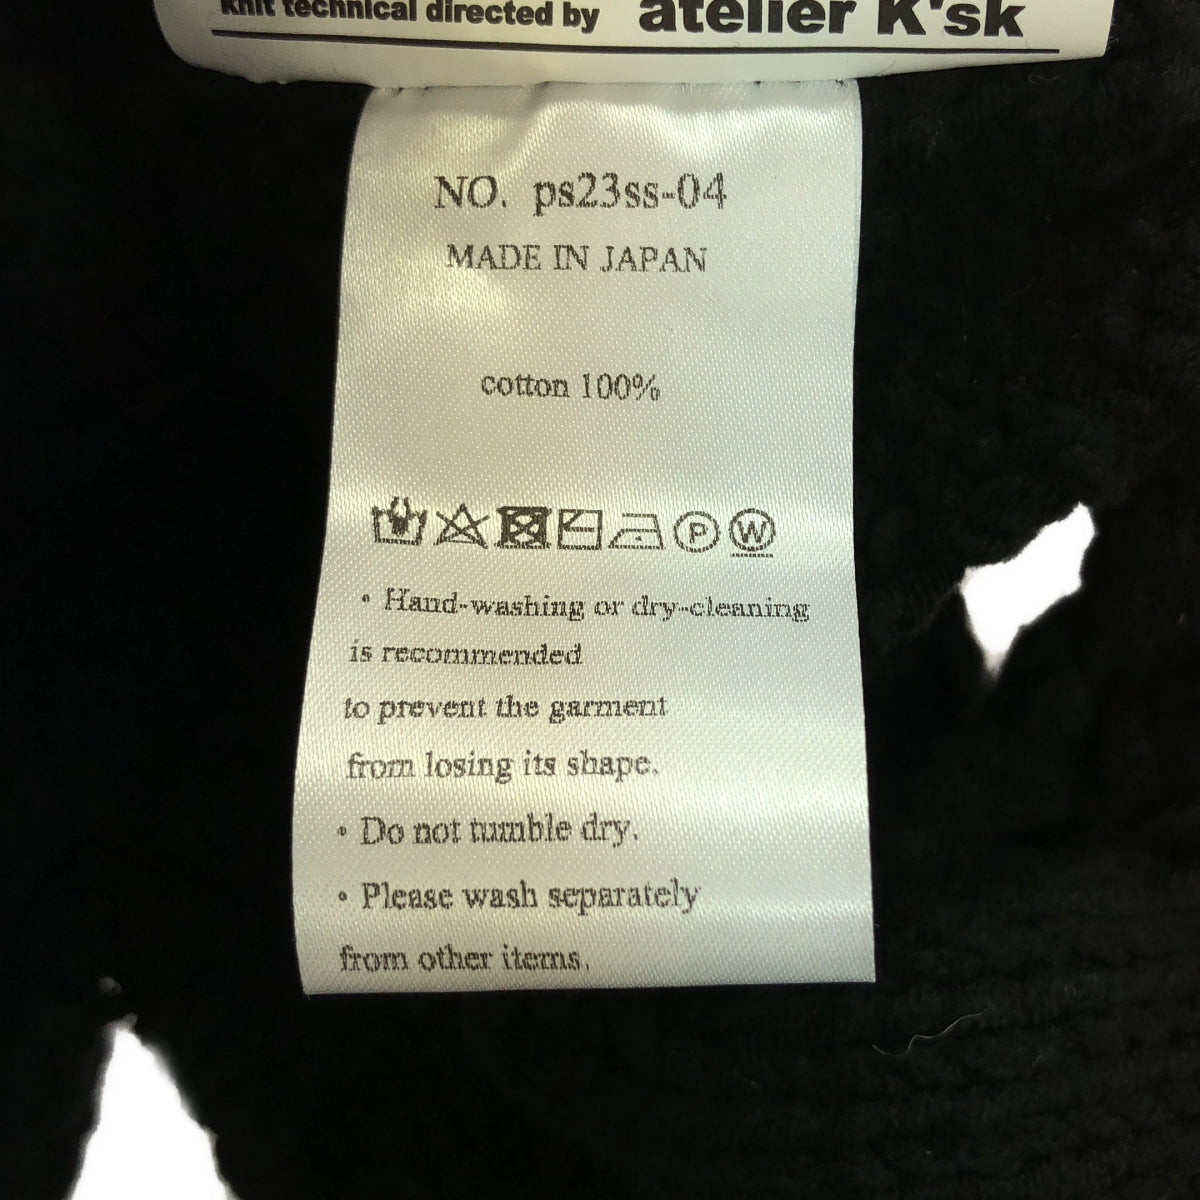 knit technical directed by atelier K'sk
NO. ps23ss-04
MADE IN JAPAN
cotton 100%
P W
• Hand-washing or dry-cleaning
is recommended
to prevent the garment
from losing its shape.
• Do not tumble dry.
• Please wash separately
from other items.